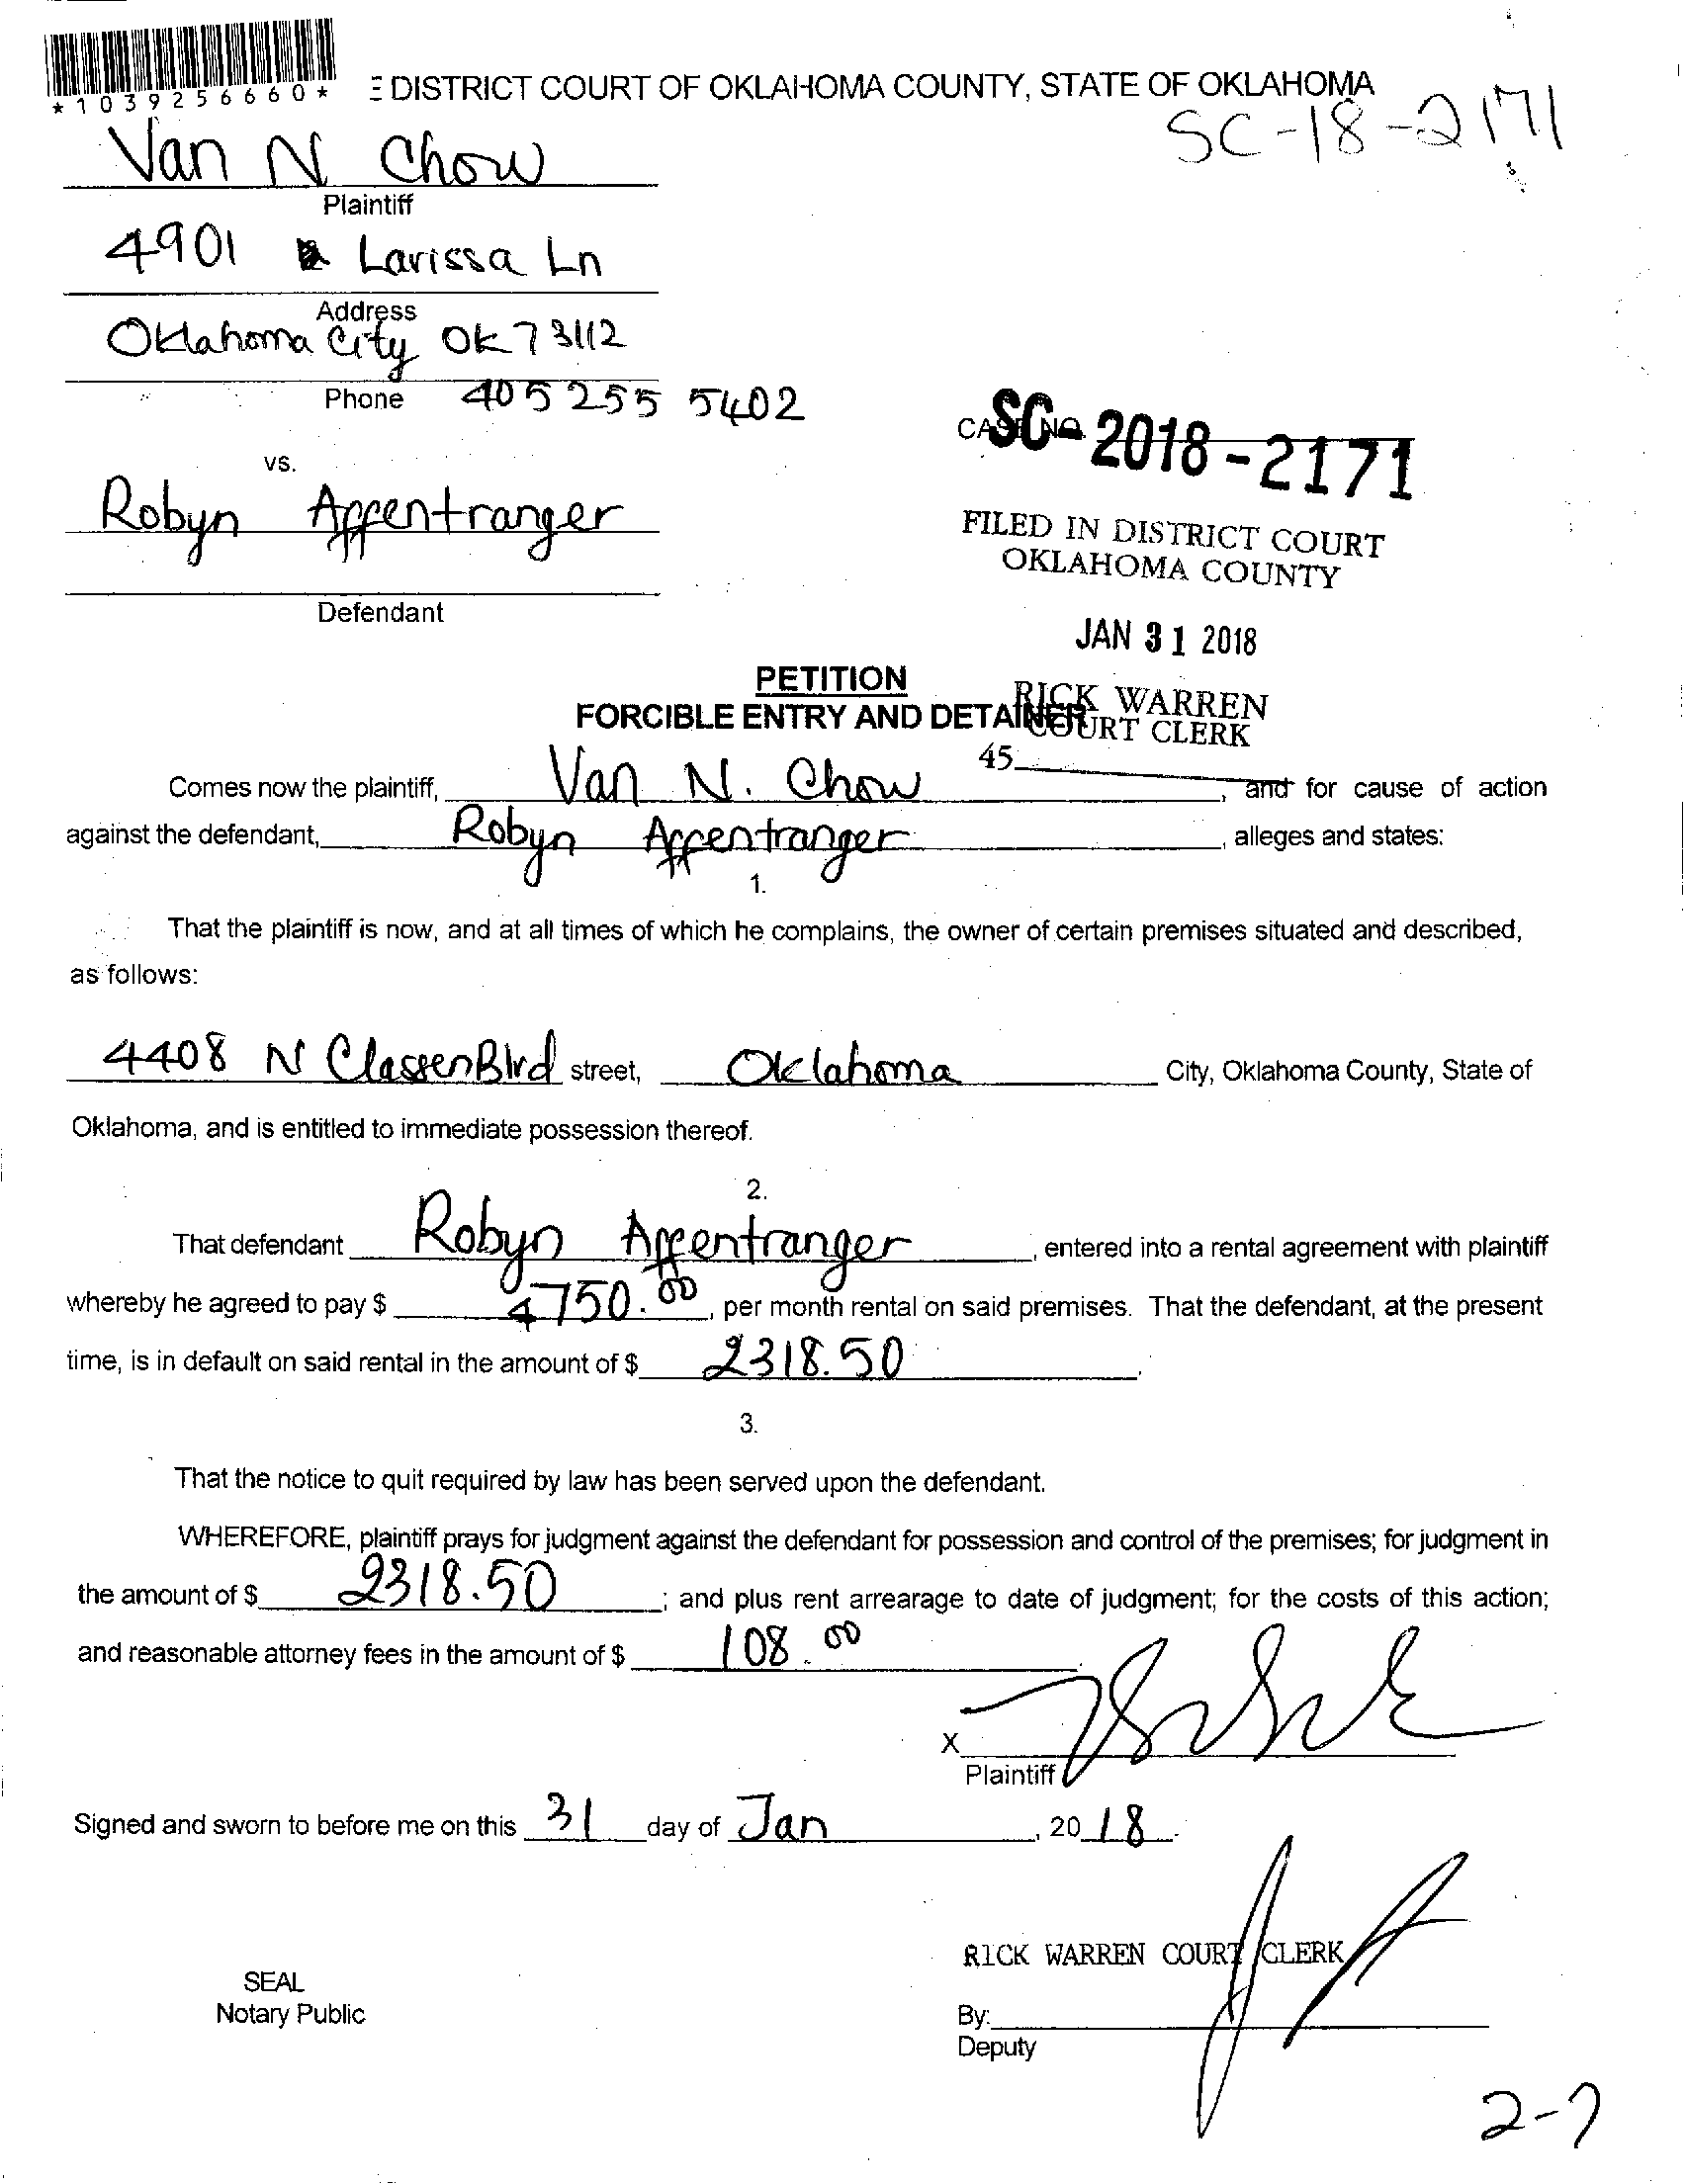 *1039256660*
E DISTRICT COURT OF OKLAHOMA COUNTY, STATE OF OKLAHOMA
SC-18-2171
Van N Chow
Plaintiff
4901 Larissa Ln
Address
Oklahoma City OK 73112
Phone 405 255 5402
CASE NO.
SC-2018-2171
vs.
Robyn Appentranger
FILED IN DISTRICT COURT
OKLAHOMA COUNTY
Defendant
JAN 31 2018
PETITION
RICK WARREN
FORCIBLE ENTRY AND DETAINER
COURT CLERK
45
Comes now the plaintiff, Van N. Chow, and for cause of action
against the defendant, Robyn Appentranger, alleges and states:
1.
That the plaintiff is now, and at all times of which he complains, the owner of certain premises situated and described,
as follows:
4408 N Classen Blvd street, Oklahoma City, Oklahoma County, State of
Oklahoma, and is entitled to immediate possession thereof.
2.
That defendant Robyn Appentranger, entered into a rental agreement with plaintiff
whereby he agreed to pay $ 750.00, per month rental on said premises. That the defendant, at the present
time, is in default on said rental in the amount of $ 2318.50.
3.
That the notice to quit required by law has been served upon the defendant.
WHEREFORE, plaintiff prays for judgment against the defendant for possession and control of the premises; for judgment in
the amount of $ 2318.50; and plus rent arrearage to date of judgment; for the costs of this action;
and reasonable attorney fees in the amount of $ 108.00
X
Plaintiff
Signed and sworn to before me on this 31 day of Jan, 2018.
RICK WARREN COURT CLERK
SEAL
Notary Public
By:
Deputy
2-7